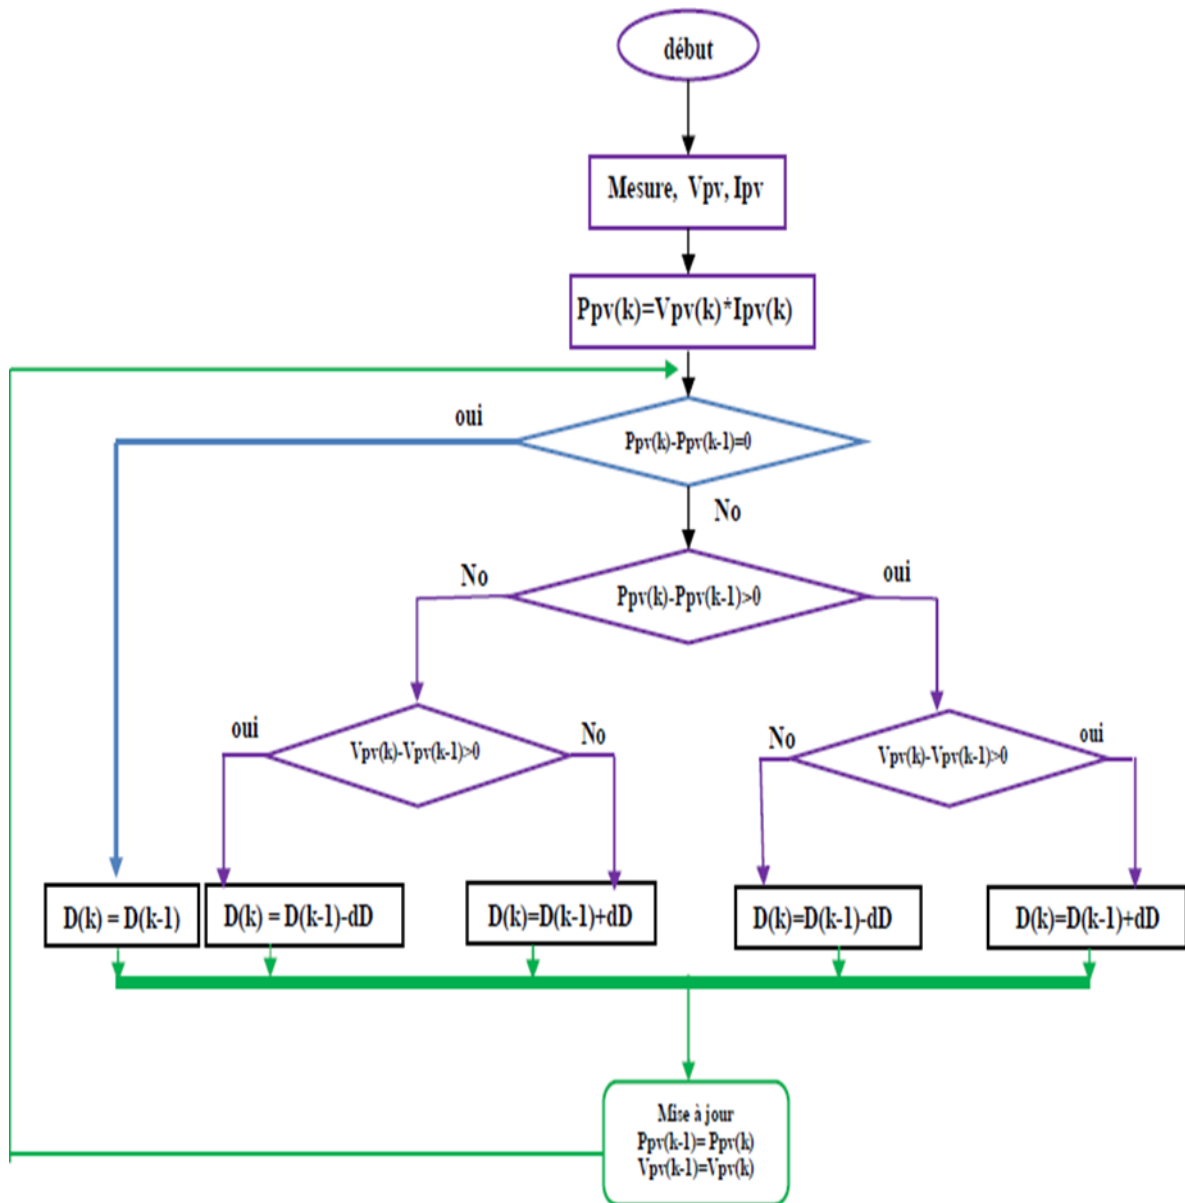 début
Mesure, Vpv, Ipv
Ppv(k)=Vpv(k)*Ipv(k)
oui
Ppv(k)-Ppv(k-1)=0
No
No
Ppv(k)-Ppv(k-1)>0
oui
oui
Vpv(k)-Vpv(k-1)>0
No
No
Vpv(k)-Vpv(k-1)>0
oui
D(k) = D(k-1)
D(k) = D(k-1)-dD
D(k)=D(k-1)+dD
D(k)=D(k-1)-dD
D(k)=D(k-1)+dD
Mise à jour
Ppv(k-1)= Ppv(k)
Vpv(k-1)=Vpv(k)